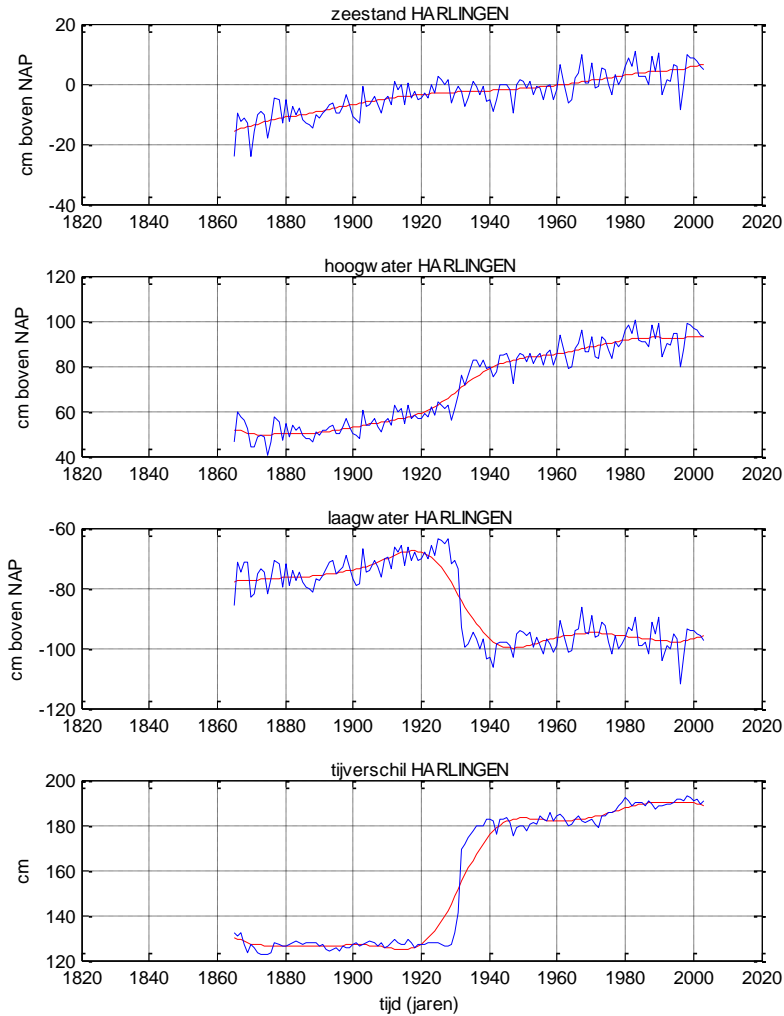 zeestand HARLINGEN
cm boven NAP
20
0
-20
-40
1820 1840 1860 1880 1900 1920 1940 1960 1980 2000 2020
hoogwater HARLINGEN
cm boven NAP
120
100
80
60
40
1820 1840 1860 1880 1900 1920 1940 1960 1980 2000 2020
laagwater HARLINGEN
cm boven NAP
-60
-80
-100
-120
1820 1840 1860 1880 1900 1920 1940 1960 1980 2000 2020
tijverschil HARLINGEN
cm
200
180
160
140
120
1820 1840 1860 1880 1900 1920 1940 1960 1980 2000 2020
tijd (jaren)